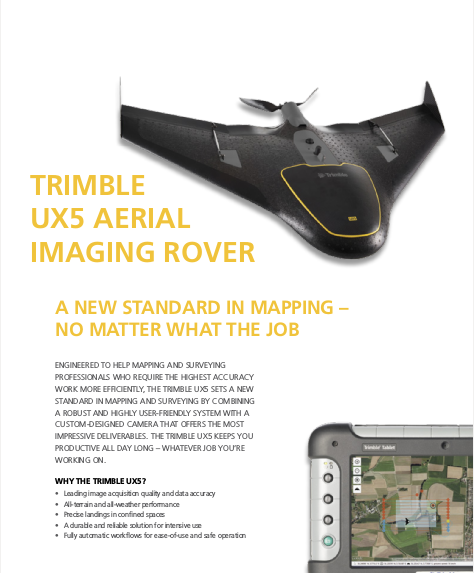 Trimble
UX5
TRIMBLE
UX5 AERIAL
IMAGING ROVER
A NEW STANDARD IN MAPPING –
NO MATTER WHAT THE JOB
ENGINEERED TO HELP MAPPING AND SURVEYING
PROFESSIONALS WHO REQUIRE THE HIGHEST ACCURACY
WORK MORE EFFICIENTLY, THE TRIMBLE UX5 SETS A NEW
STANDARD IN MAPPING AND SURVEYING BY COMBINING
A ROBUST AND HIGHLY USER-FRIENDLY SYSTEM WITH A
CUSTOM-DESIGNED CAMERA THAT OFFERS THE MOST
IMPRESSIVE DELIVERABLES. THE TRIMBLE UX5 KEEPS YOU
PRODUCTIVE ALL DAY LONG – WHATEVER JOB YOU'RE
WORKING ON.
WHY THE TRIMBLE UX5?
• Leading image acquisition quality and data accuracy
• All-terrain and all-weather performance
• Precise landings in confined spaces
• A durable and reliable solution for intensive use
• Fully automatic workflows for ease-of-use and safe operation
Trimble Tablet